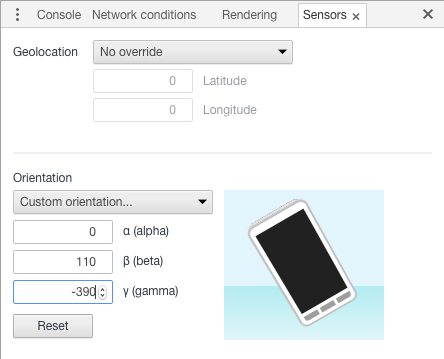 Console Network conditions Rendering Sensors ×
Geolocation No override
0 Latitude
0 Longitude
Orientation
Custom orientation...
0 α (alpha)
110 β (beta)
-390 γ (gamma)
Reset